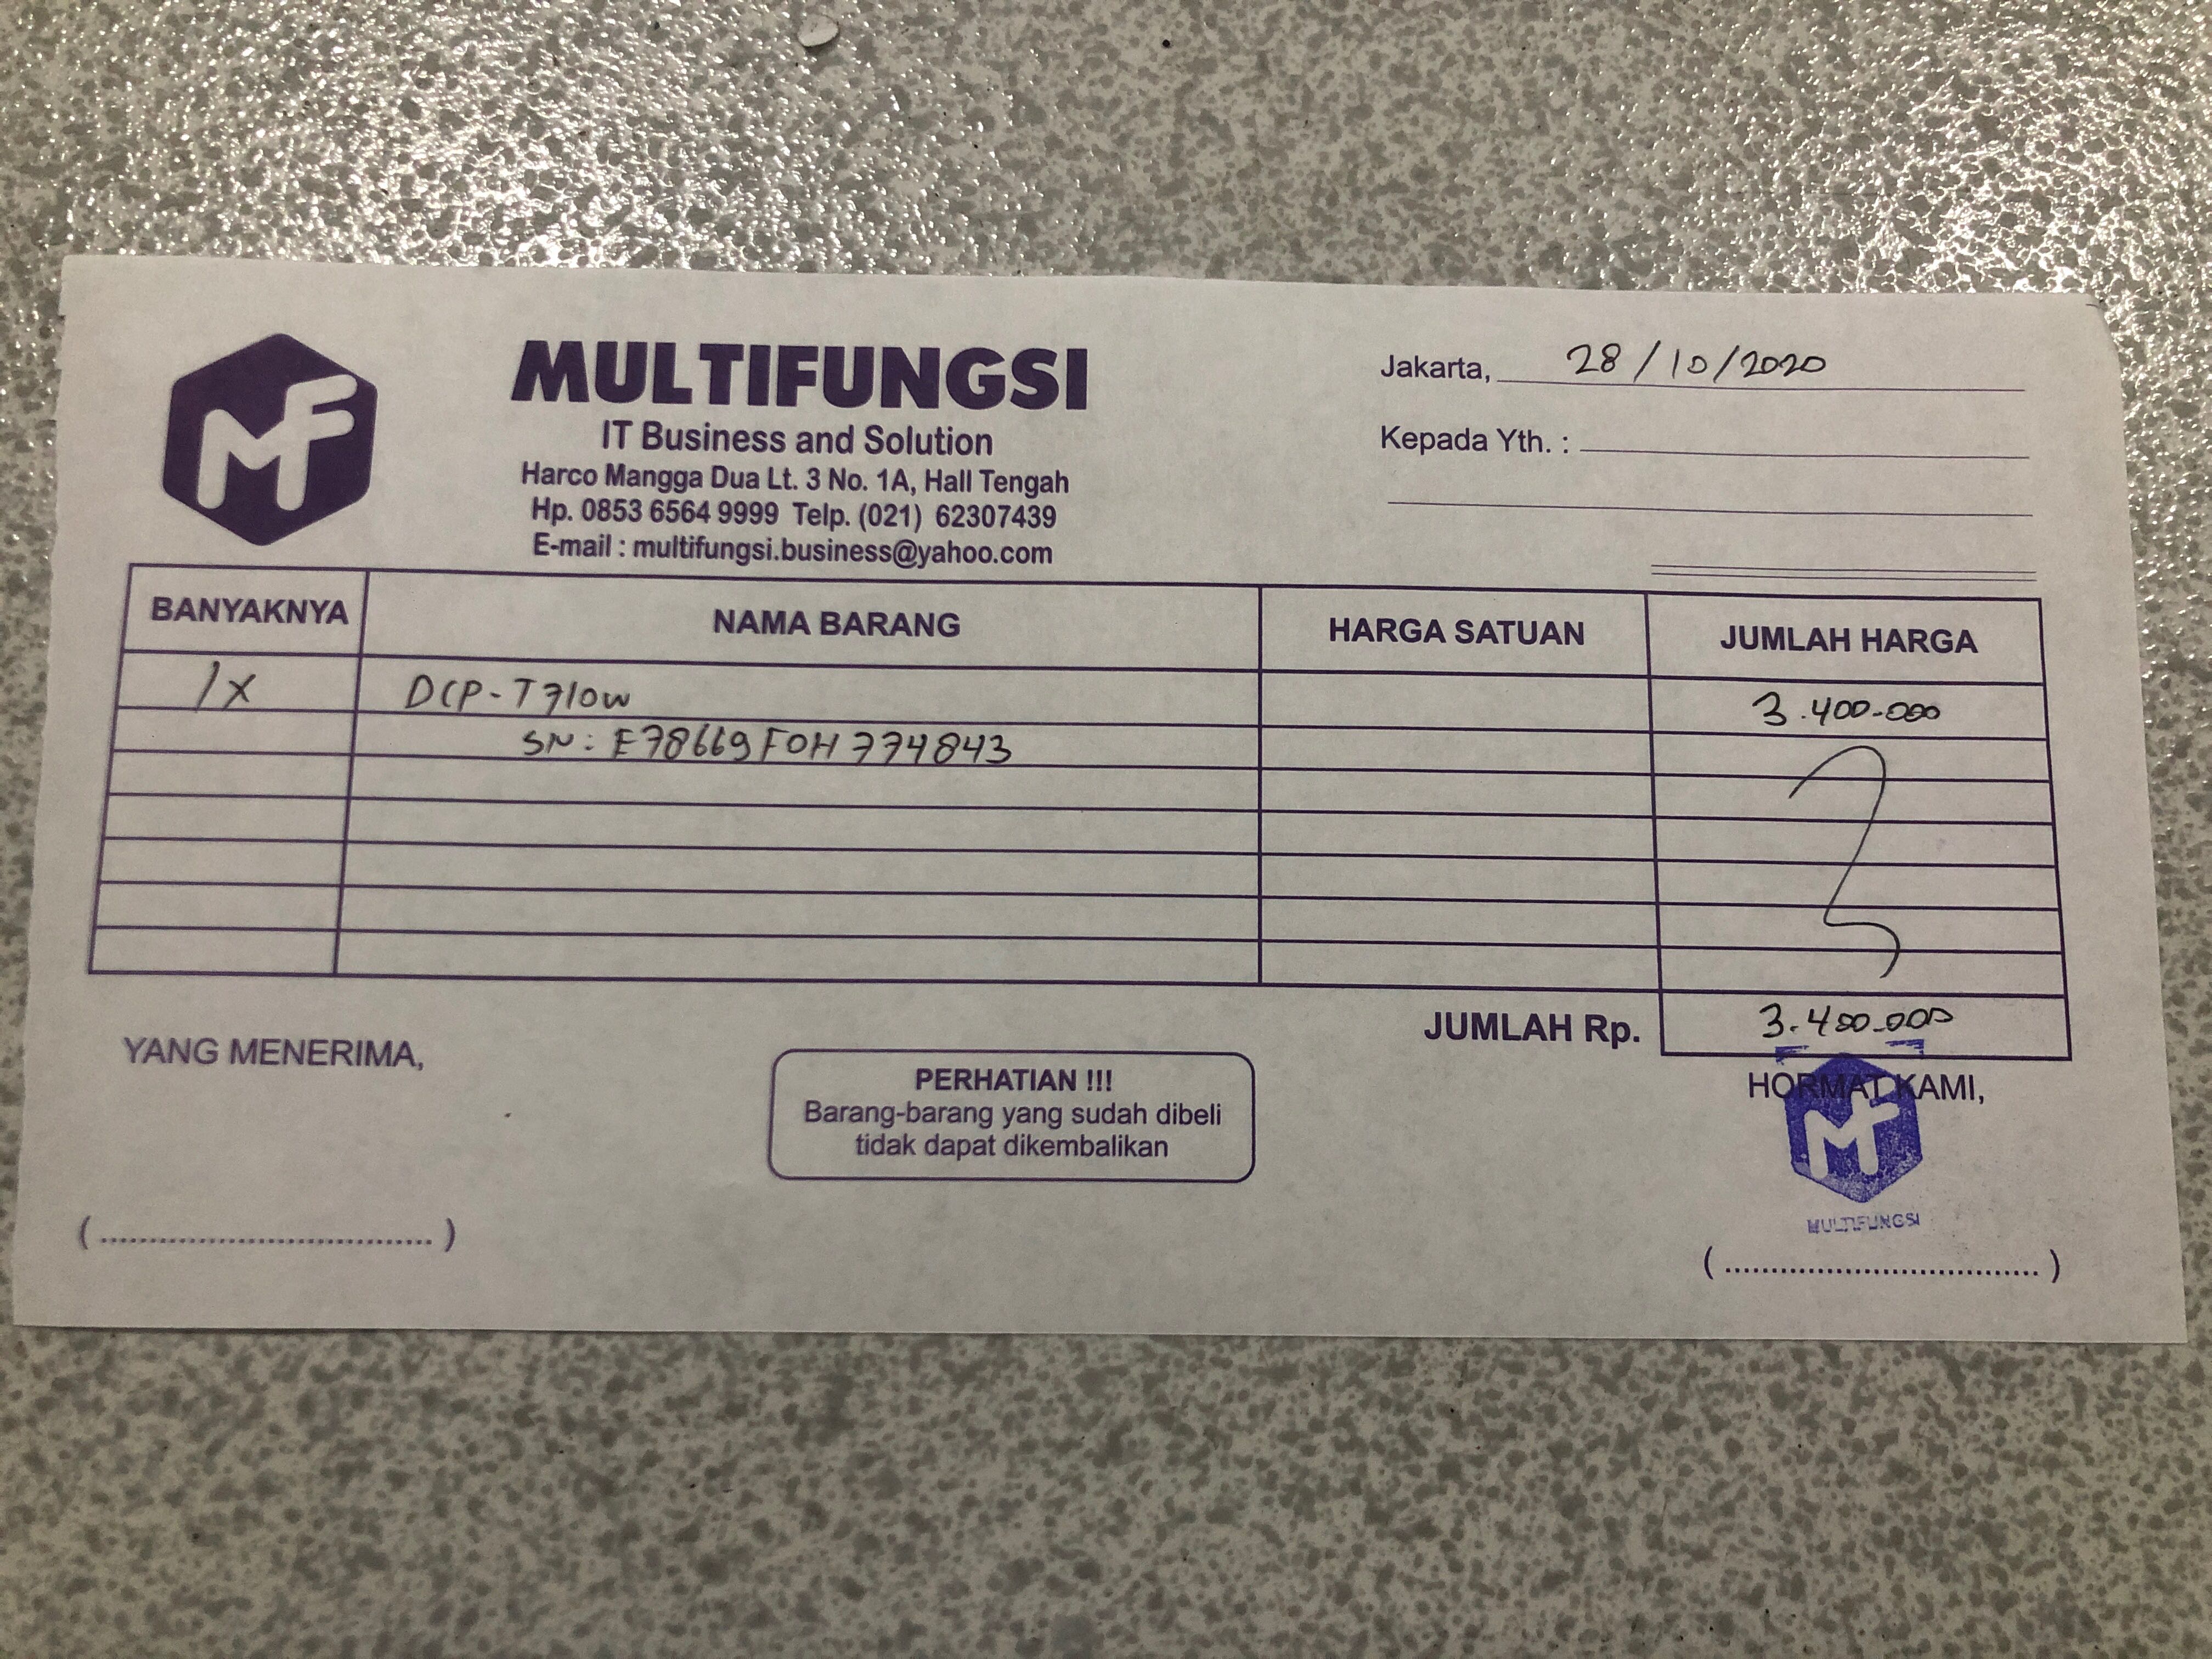 MF
MULTIFUNGSI
IT Business and Solution
Harco Mangga Dua Lt. 3 No. 1A, Hall Tengah
Hp. 0853 6564 9999 Telp. (021) 62307439
E-mail : multifungsi.business@yahoo.com
Jakarta, 28/10/2020
Kepada Yth. :
BANYAKNYA NAMA BARANG HARGA SATUAN JUMLAH HARGA
1x DCP-T710W 3.400.000
SN: E78669F0H774843
JUMLAH Rp. 3.400.000
YANG MENERIMA,
PERHATIAN !!!
Barang-barang yang sudah dibeli
tidak dapat dikembalikan
HORMAT KAMI,
MF
MULTIFUNGSI
(................................)
(................................)